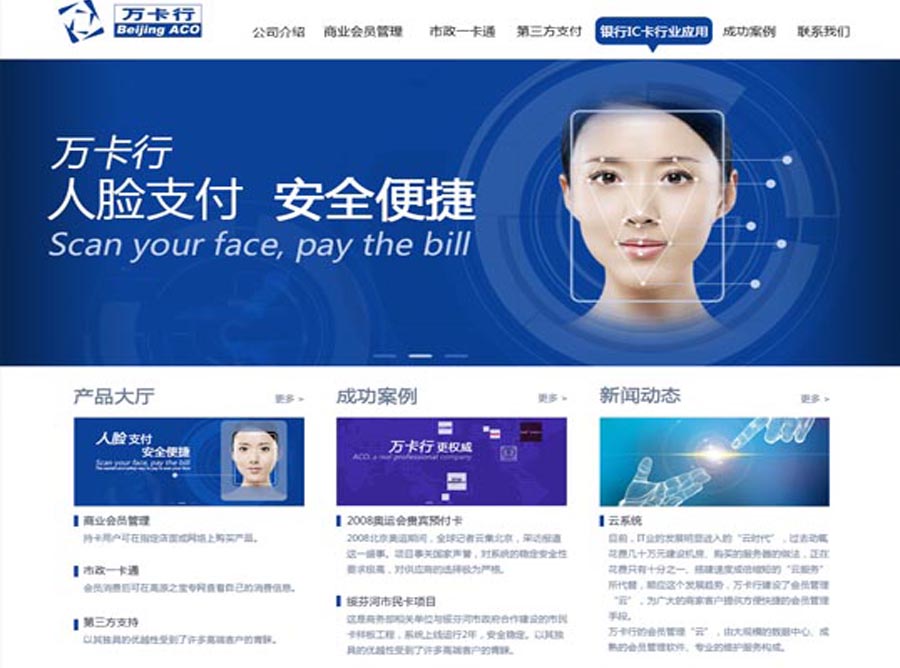 万卡行
Beijing ACO
公司介绍 商业会员管理 市政一卡通 第三方支付 银行IC卡行业应用 成功案例 联系我们
万卡行
人脸支付 安全便捷
Scan your face, pay the bill
产品大厅 更多 >
人脸 支付
安全便捷
Scan your face, pay the bill
商业会员管理
持卡用户可在指定店面或网络上购买产品。
市政一卡通
会员消费后可在高原之宝专网查看自己的消费信息。
第三方支持
以其独具的优越性受到了许多高端客户的青睐。
成功案例 更多 >
万卡行 更权威
ACO, a real professional company
2008奥运会贵宾预付卡
2008北京奥运期间，全球记者云集北京，采访报道
这一盛事。项目事关国家声誉，对系统的稳定安全性
要求极高，对供应商的选择极为严格。
绥芬河市民卡项目
这是商务部相关单位与绥芬河市政府合作建设的市民
卡样板工程，系统上线运行2年，安全稳定。以其独
具的优越性受到了许多高端客户的青睐。
新闻动态 更多 >
云系统
目前，IT业的发展明显进入的“云时代”，过去动辄
花费几十万元建设机房、购买的服务器的做法，正在
花费只有十分之一、搭建速度成倍缩短的“云服务”
所代替，顺应这个发展趋势，万卡行建设了会员管理
“云”，为广大的商家客户提供方便快捷的会员管理
手段。
万卡行的会员管理“云”，由大规模的数据中心、成
熟的会员管理软件、专业的维护服务构成。